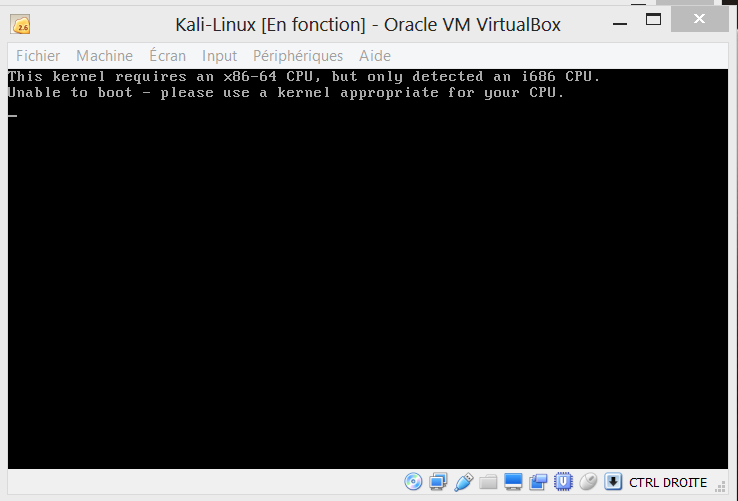 Kali-Linux [En fonction] - Oracle VM VirtualBox
Fichier Machine Écran Input Périphériques Aide
This kernel requires an x86-64 CPU, but only detected an i686 CPU.
Unable to boot - please use a kernel appropriate for your CPU.
CTRL DROITE